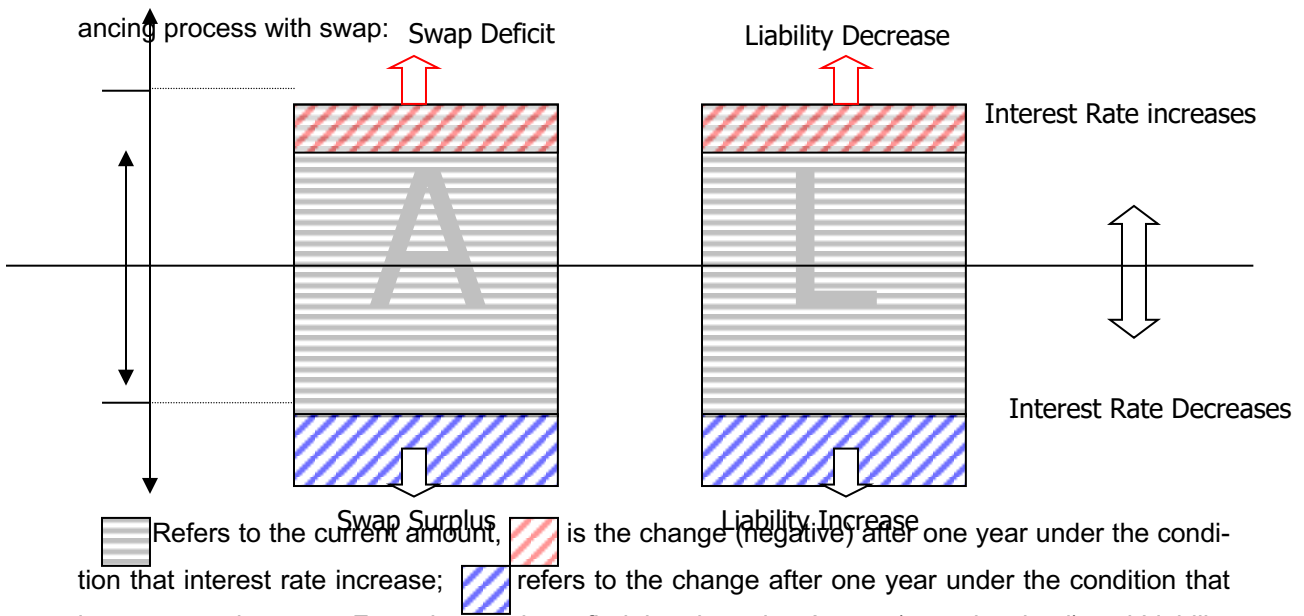 ancing process with swap:
Swap Deficit
Liability Decrease
Interest Rate increases
A
L
Interest Rate Decreases
Swap Surplus
Liability Increase
Refers to the current amount, is the change (negative) after one year under the condi-
tion that interest rate increase; refers to the change after one year under the condition that